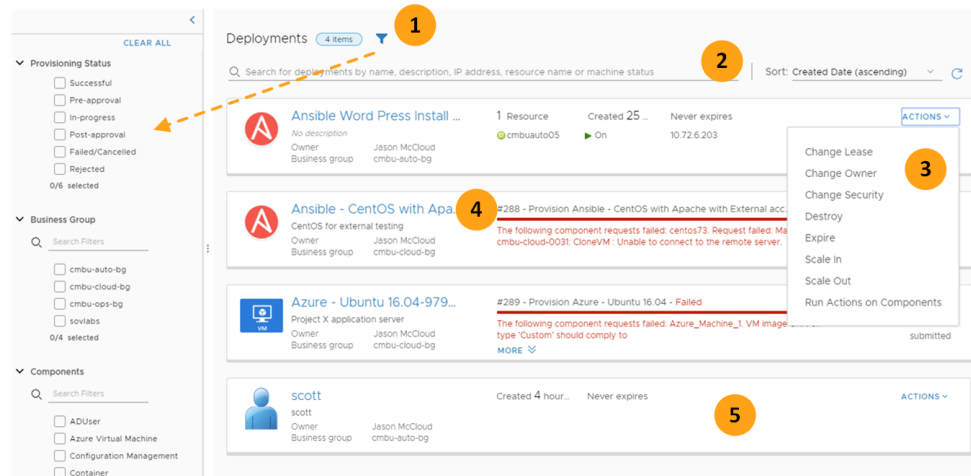 CLEAR ALL
Provisioning Status
Successful
Pre-approval
In-progress
Post-approval
Failed/Cancelled
Rejected
0/6 selected
Business Group
Search Filters
cmbu-auto-bg
cmbu-cloud-bg
cmbu-ops-bg
sovlabs
0/4 selected
Components
Search Filters
ADUser
Azure Virtual Machine
Configuration Management
Container
1
Deployments 4 items
2
Search for deployments by name, description, IP address, resource name or machine status
Sort: Created Date (ascending)
Ansible Word Press Install ...
No description
Owner Jason McCloud
Business group cmbu-auto-bg
1 Resource Created 25 ... Never expires
cmbuauto05 On 10.72.6.203
ACTIONS
3
Change Lease
Change Owner
Change Security
Destroy
Expire
Scale In
Scale Out
Run Actions on Components
4
Ansible - CentOS with Apa...
CentOS for external testing
Owner Jason McCloud
Business group cmbu-cloud-bg
#288 - Provision Ansible - CentOS with Apache with External acc
The following component requests failed: centos73. Request failed: Ma
cmbu-cloud-0031: CloneVM : Unable to connect to the remote server.
VM
Azure - Ubuntu 16.04-979...
Project X application server
Owner Jason McCloud
Business group cmbu-cloud-bg
#289 - Provision Azure - Ubuntu 16.04 - Failed
The following component requests failed: Azure_Machine_1. VM image
type 'Custom' should comply to
submitted
MORE
scott
scott
Owner Jason McCloud
Business group cmbu-auto-bg
Created 4 hour... Never expires
ACTIONS
5